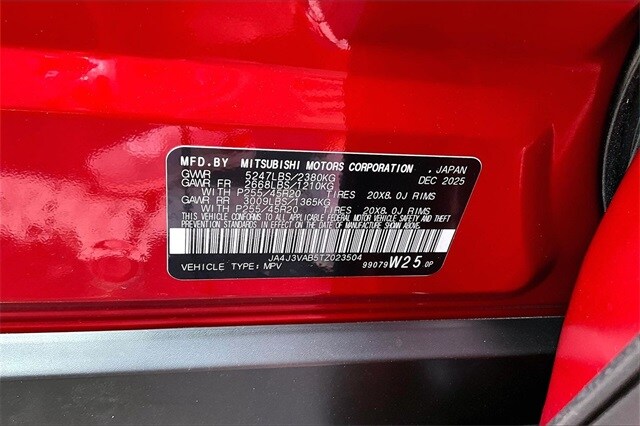 MFD.BY MITSUBISHI MOTORS CORPORATION , JAPAN
GVWR 5247LBS/2380KG DEC 2025
GAWR FR 2668LBS/1210KG
WITH P255/45R20 TIRES 20X8.0J RIMS
GAWR RR 3009LBS/1365KG
WITH P255/45R20 TIRES 20X8.0J RIMS
THIS VEHICLE CONFORMS TO ALL APPLICABLE FEDERAL MOTOR VEHICLE SAFETY AND THEFT
PREVENTION STANDARDS IN EFFECT ON THE DATE OF MANUFACTURE SHOWN ABOVE.
JA4J3VAB5TZ023504
VEHICLE TYPE: MPV 99079 W25 0P